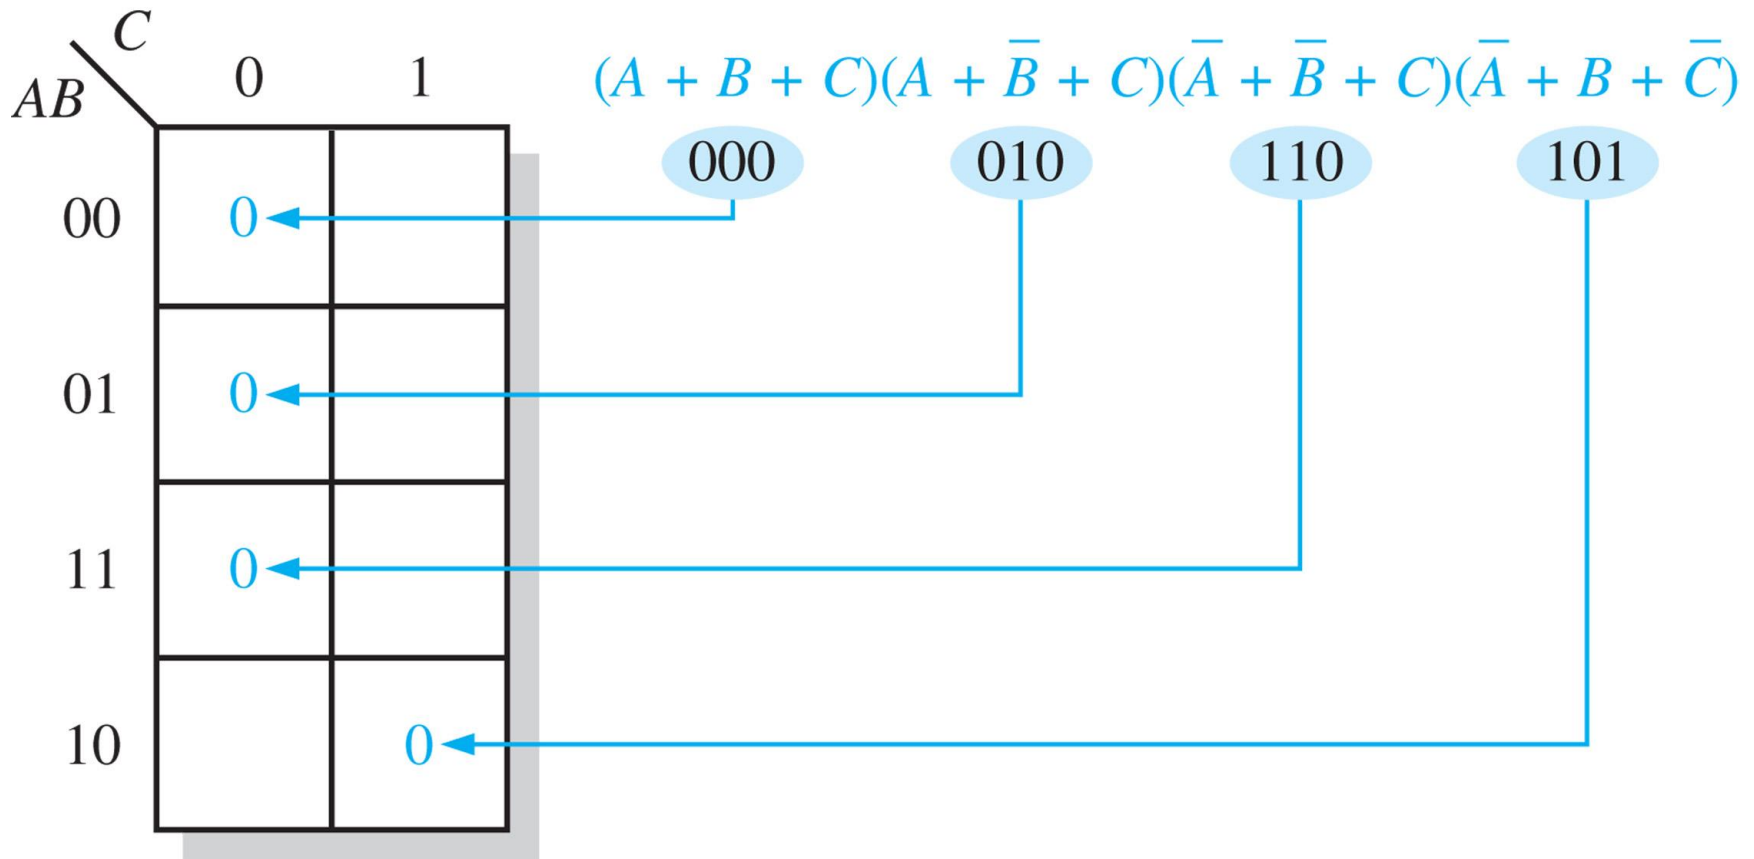 C
AB 0 1 (A + B + C)(A + B̅ + C)(A̅ + B̅ + C)(A̅ + B + C̅)
000 010 110 101
00 0
01 0
11 0
10 0